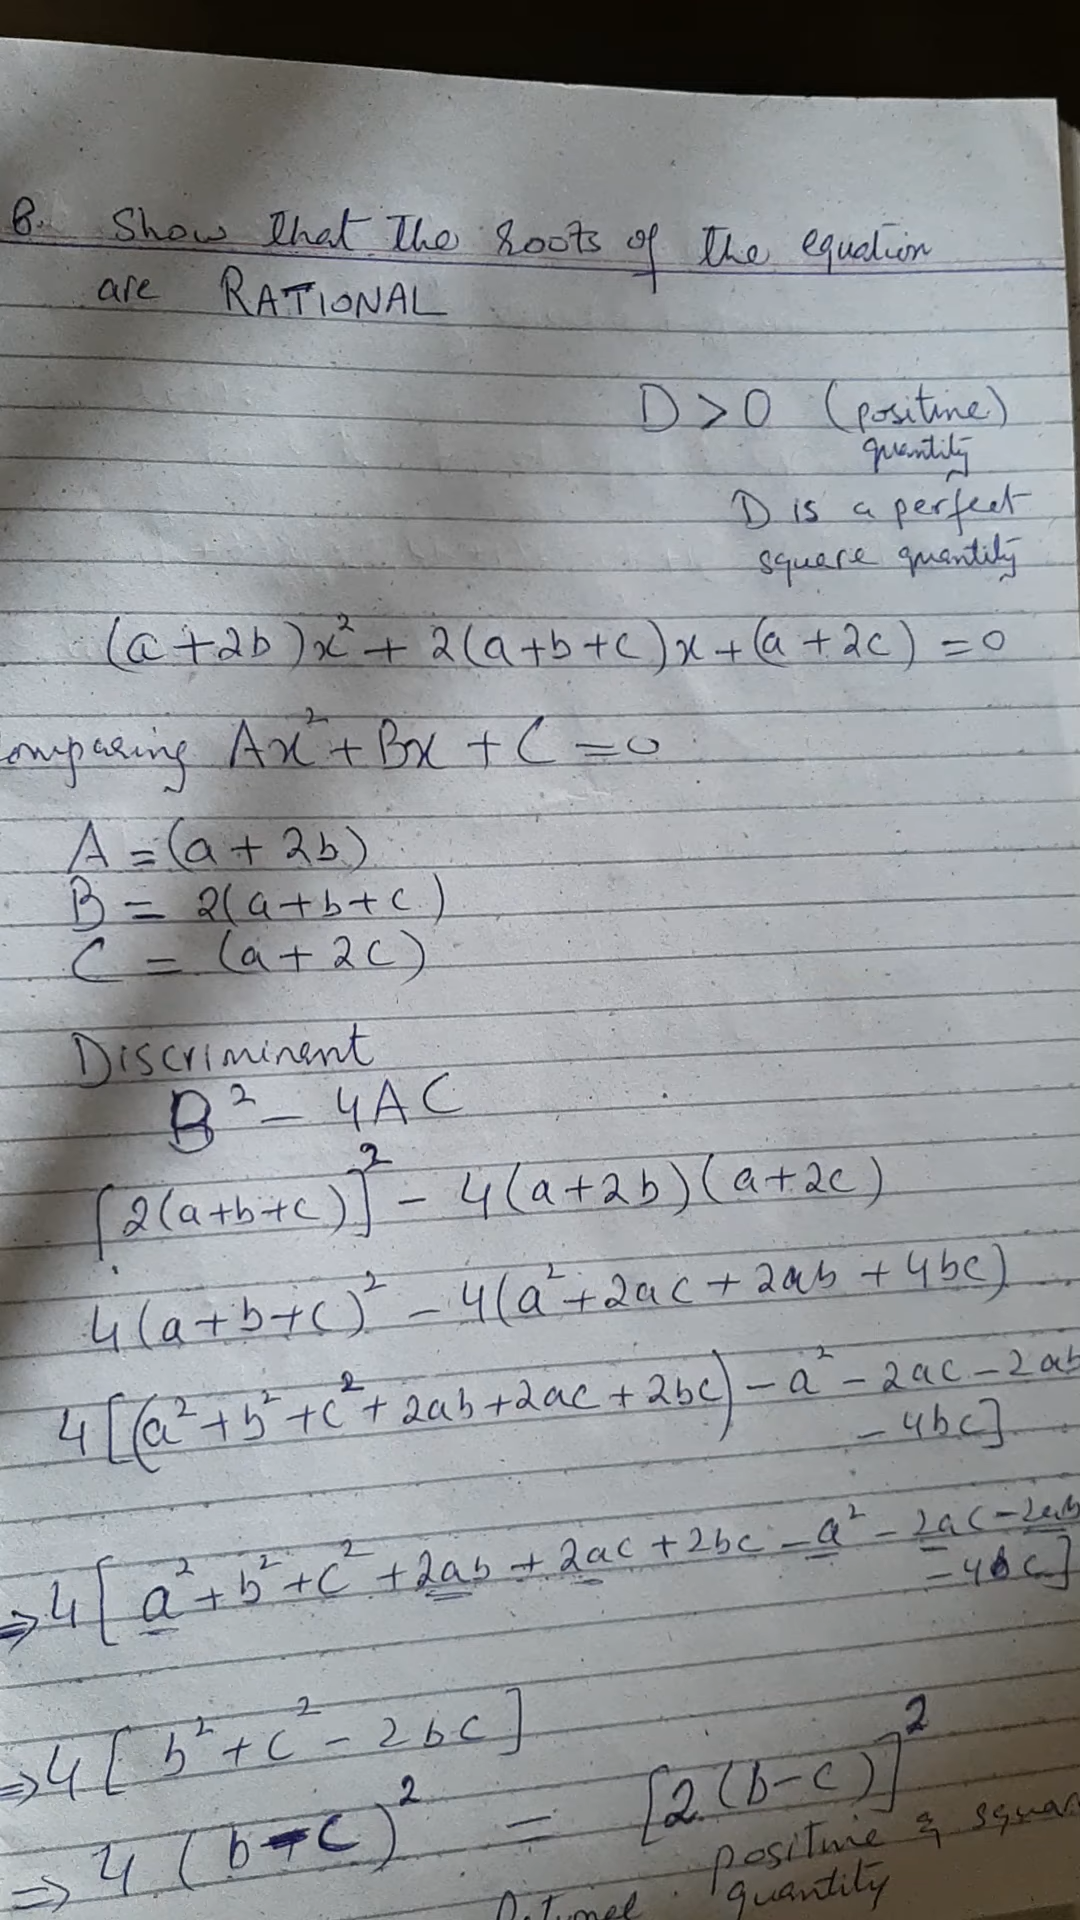 8. Show that the roots of the equation
are RATIONAL
D > 0 (positive)
quantity
D is a perfect
square quantity
(a + 2b)x² + 2(a+b+c)x + (a + 2c) = 0
omparing Ax² + Bx + C = 0
A = (a + 2b)
B = 2(a+b+c)
C = (a + 2c)
Discriminent
B² - 4AC
[2(a+b+c)]² - 4(a+2b)(a+2c)
4(a+b+c)² - 4(a² + 2ac + 2ab + 4bc)
4[(a² + b² + c² + 2ab + 2ac + 2bc) - a² - 2ac - 2ab
- 4bc]
⇒ 4[a² + b² + c² + 2ab + 2ac + 2bc - a² - 2ac - 2ab
- 4bc]
⇒ 4[b² + c² - 2bc]
⇒ 4(b-c)² = [2(b-c)]²
positive & squar
quantity